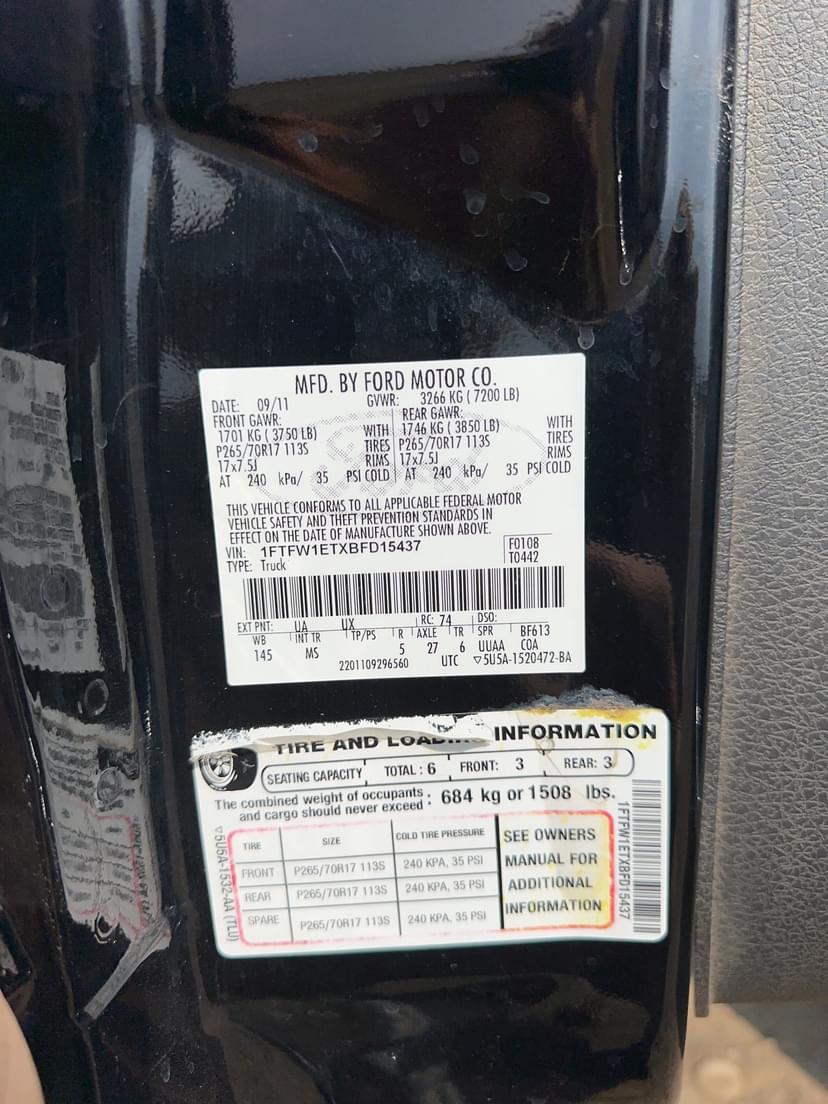 MFD. BY FORD MOTOR CO.
DATE: 09/11 GVWR: 3266 KG ( 7200 LB)
FRONT GAWR: REAR GAWR:
1701 KG ( 3750 LB) WITH 1746 KG ( 3850 LB) WITH
P265/70R17 113S TIRES P265/70R17 113S TIRES
17x7.5J RIMS 17x7.5J RIMS
AT 240 kPa/ 35 PSI COLD AT 240 kPa/ 35 PSI COLD
THIS VEHICLE CONFORMS TO ALL APPLICABLE FEDERAL MOTOR
VEHICLE SAFETY AND THEFT PREVENTION STANDARDS IN
EFFECT ON THE DATE OF MANUFACTURE SHOWN ABOVE.
VIN: 1FTFW1ETXBFD15437 F0108
TYPE: Truck T0442
EXT PNT: UA UX RC: 74 DSO:
WB INT TR TP/PS R AXLE TR SPR BF613
145 MS 5 27 6 UUAA COA
2201109296560 UTC ▽5U5A-1520472-BA
TIRE AND INFORMATION
SEATING CAPACITY TOTAL : 6 FRONT: 3 REAR: 3
The combined weight of occupants
and cargo should never exceed : 684 kg or 1508 lbs.
TIRE SIZE COLD TIRE PRESSURE
FRONT P265/70R17 113S 240 KPA, 35 PSI
REAR P265/70R17 113S 240 KPA, 35 PSI
SPARE P265/70R17 113S 240 KPA, 35 PSI
SEE OWNERS
MANUAL FOR
ADDITIONAL
INFORMATION
▽5U5A-1532-AA (TLU)
1FTFW1ETXBFD15437